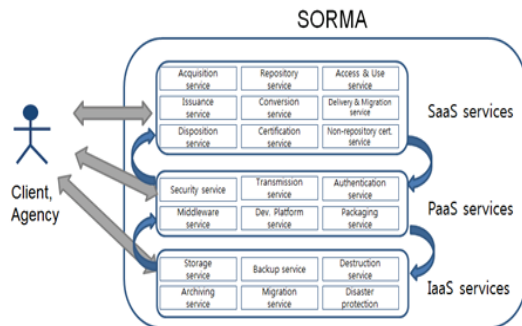 SORMA
Acquisition service
Repository service
Access & Use service
Issuance service
Conversion service
Delivery & Migration service
Disposition service
Certification service
Non-repository cert. service
SaaS services
Client, Agency
Security service
Transmission service
Authentication service
Middleware service
Dev. Platform service
Packaging service
PaaS services
Storage service
Backup service
Destruction service
Archiving service
Migration service
Disaster protection
IaaS services